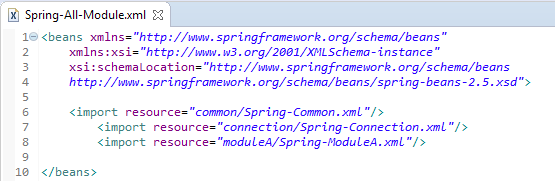 Spring-All-Module.xml
1 <beans xmlns="http://www.springframework.org/schema/beans"
2     xmlns:xsi="http://www.w3.org/2001/XMLSchema-instance"
3     xsi:schemaLocation="http://www.springframework.org/schema/beans
4     http://www.springframework.org/schema/beans/spring-beans-2.5.xsd">
5
6     <import resource="common/Spring-Common.xml"/>
7         <import resource="connection/Spring-Connection.xml"/>
8         <import resource="moduleA/Spring-ModuleA.xml"/>
9
10 </beans>